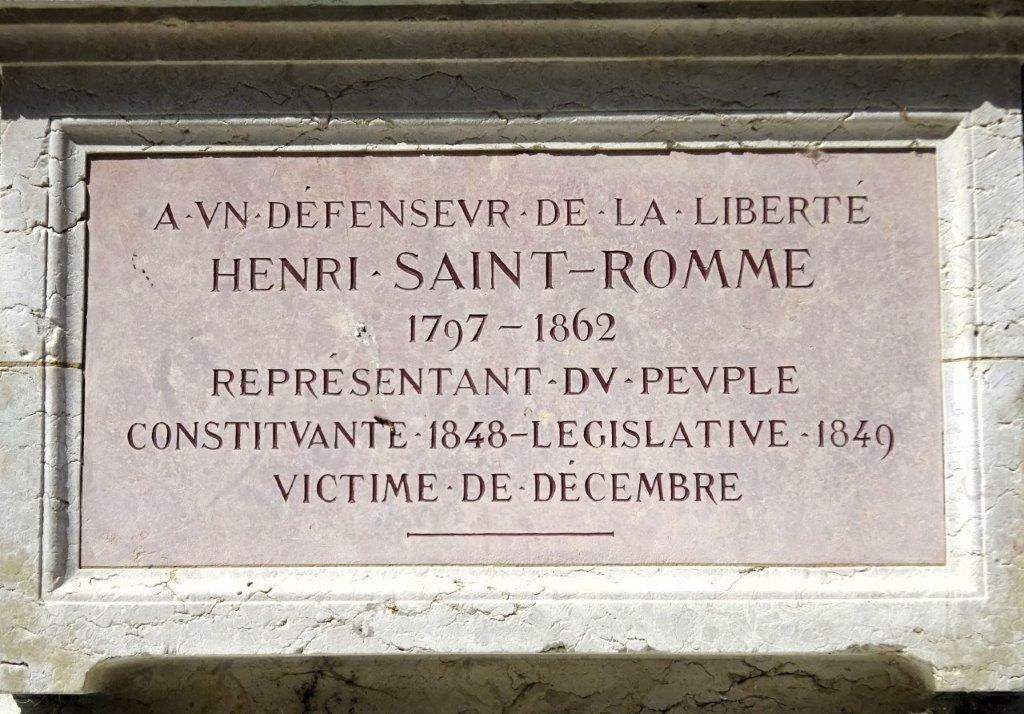 A·VN·DÉFENSEVR·DE·LA·LIBERTÉ
HENRI·SAINT-ROMME
1797-1862
REPRÉSENTANT·DV·PEVPLE
CONSTITVANTE·1848-LEGISLATIVE·1849
VICTIME·DE·DÉCEMBRE